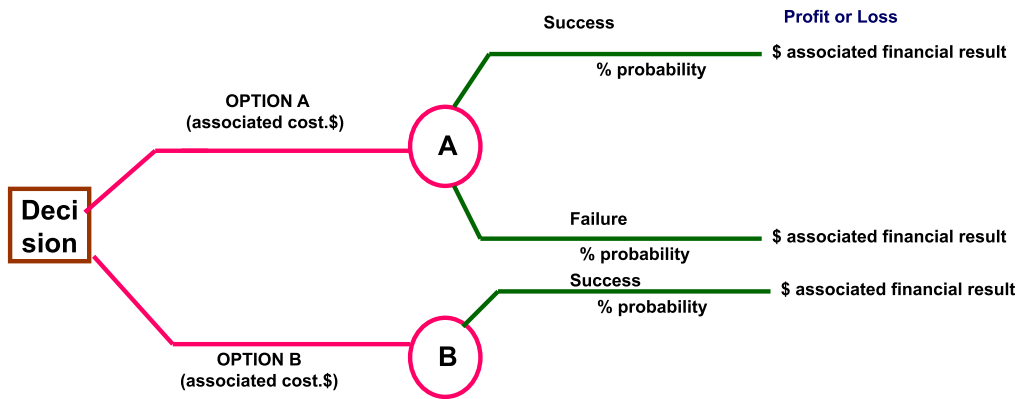 Success
Profit or Loss
$ associated financial result
% probability
OPTION A
(associated cost.$)
A
Deci
sion
Failure
$ associated financial result
% probability
Success
$ associated financial result
% probability
B
OPTION B
(associated cost.$)